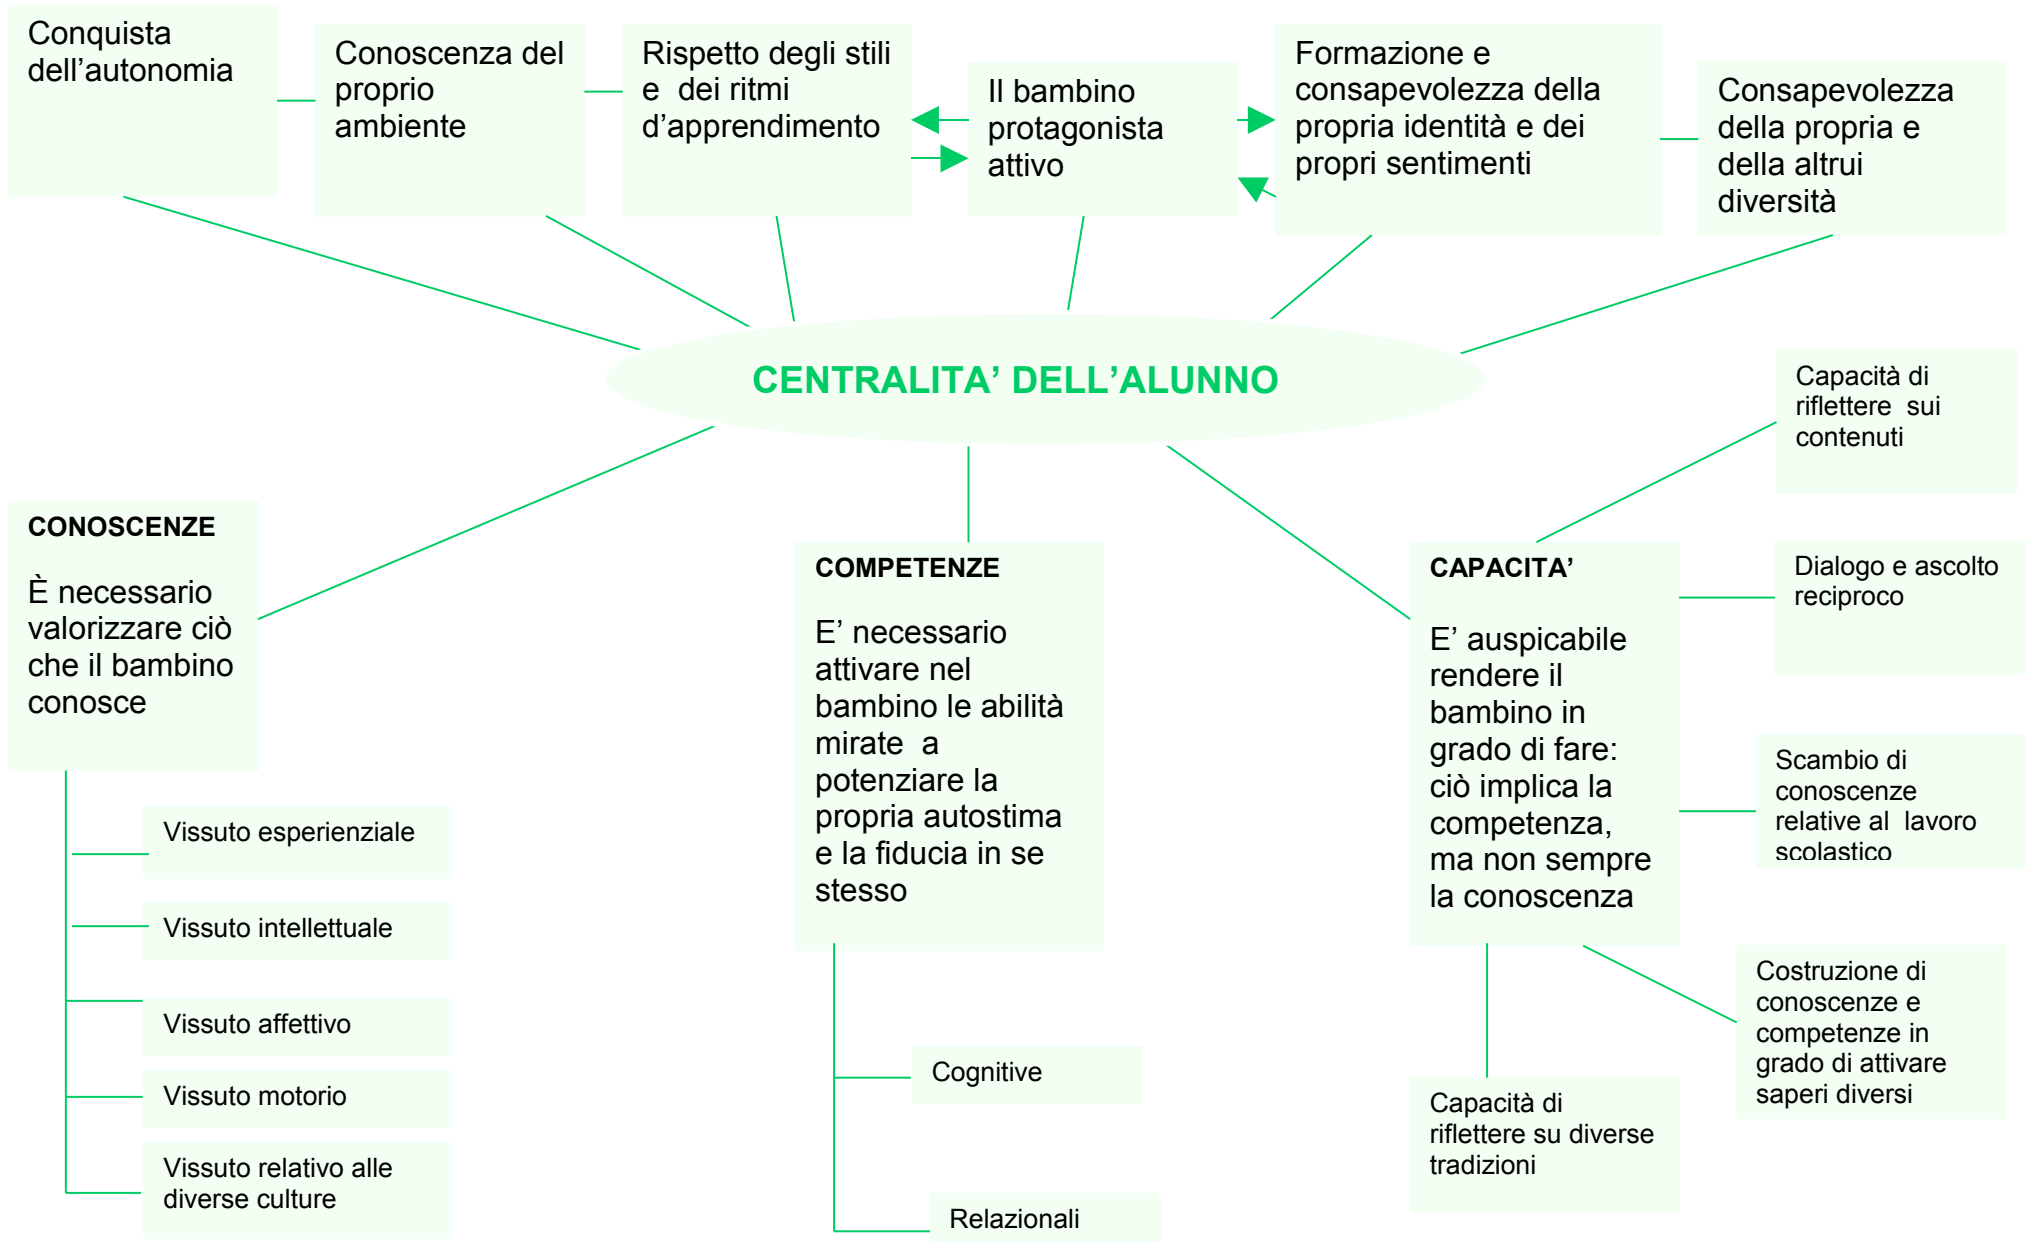 Conquista
dell’autonomia
Conoscenza del
proprio
ambiente
Rispetto degli stili
e dei ritmi
d’apprendimento
Il bambino
protagonista
attivo
Formazione e
consapevolezza della
propria identità e dei
propri sentimenti
Consapevolezza
della propria e
della altrui
diversità
CENTRALITA’ DELL’ALUNNO
CONOSCENZE
È necessario
valorizzare ciò
che il bambino
conosce
Vissuto esperienziale
Vissuto intellettuale
Vissuto affettivo
Vissuto motorio
Vissuto relativo alle
diverse culture
COMPETENZE
E’ necessario
attivare nel
bambino le abilità
mirate a
potenziare la
propria autostima
e la fiducia in se
stesso
Cognitive
Relazionali
CAPACITA’
E’ auspicabile
rendere il
bambino in
grado di fare:
ciò implica la
competenza,
ma non sempre
la conoscenza
Capacità di
riflettere sui
contenuti
Dialogo e ascolto
reciproco
Scambio di
conoscenze
relative al lavoro
scolastico
Costruzione di
conoscenze e
competenze in
grado di attivare
saperi diversi
Capacità di
riflettere su diverse
tradizioni